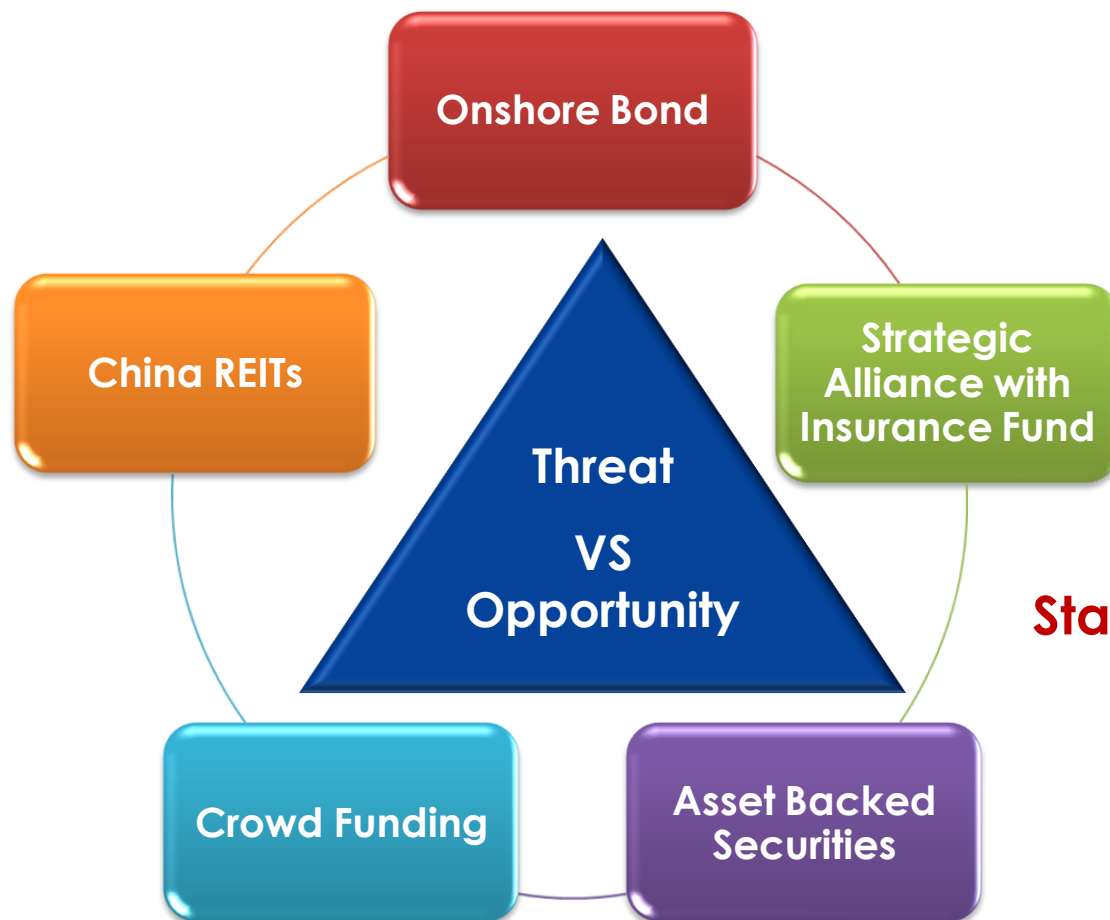 Onshore Bond
China REITs
Strategic
Alliance with
Insurance Fund
Threat
VS
Opportunity
Sta
Crowd Funding
Asset Backed
Securities